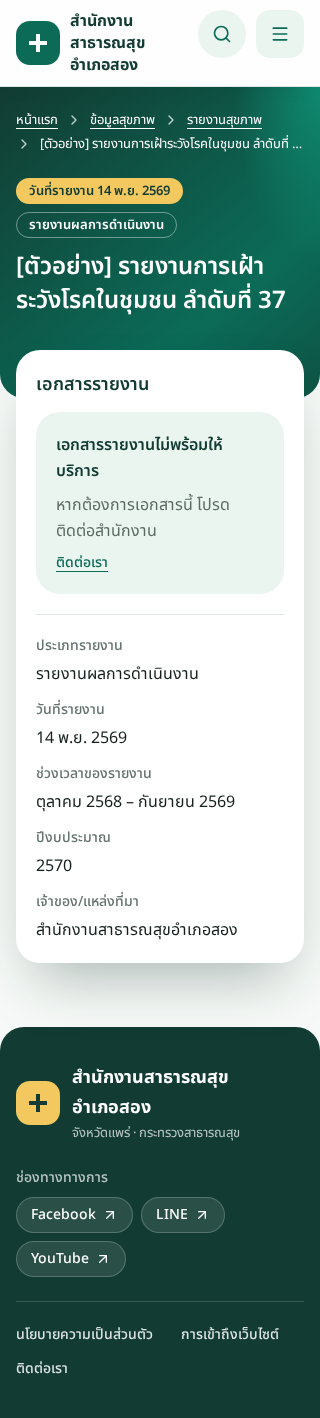 สำนักงาน
สาธารณสุข
อำเภอสอง
หน้าแรก
ข้อมูลสุขภาพ
รายงานสุขภาพ
[ตัวอย่าง] รายงานการเฝ้าระวังโรคในชุมชน ลำดับที่ ...
วันที่รายงาน 14 พ.ย. 2569
รายงานผลการดำเนินงาน
[ตัวอย่าง] รายงานการเฝ้า
ระวังโรคในชุมชน ลำดับที่ 37
เอกสารรายงาน
เอกสารรายงานไม่พร้อมให้
บริการ
หากต้องการเอกสารนี้ โปรด
ติดต่อสำนักงาน
ติดต่อเรา
ประเภทรายงาน
รายงานผลการดำเนินงาน
วันที่รายงาน
14 พ.ย. 2569
ช่วงเวลาของรายงาน
ตุลาคม 2568 – กันยายน 2569
ปีงบประมาณ
2570
เจ้าของ/แหล่งที่มา
สำนักงานสาธารณสุขอำเภอสอง
สำนักงานสาธารณสุข
อำเภอสอง
จังหวัดแพร่ · กระทรวงสาธารณสุข
ช่องทางทางการ
Facebook
LINE
YouTube
นโยบายความเป็นส่วนตัว
การเข้าถึงเว็บไซต์
ติดต่อเรา